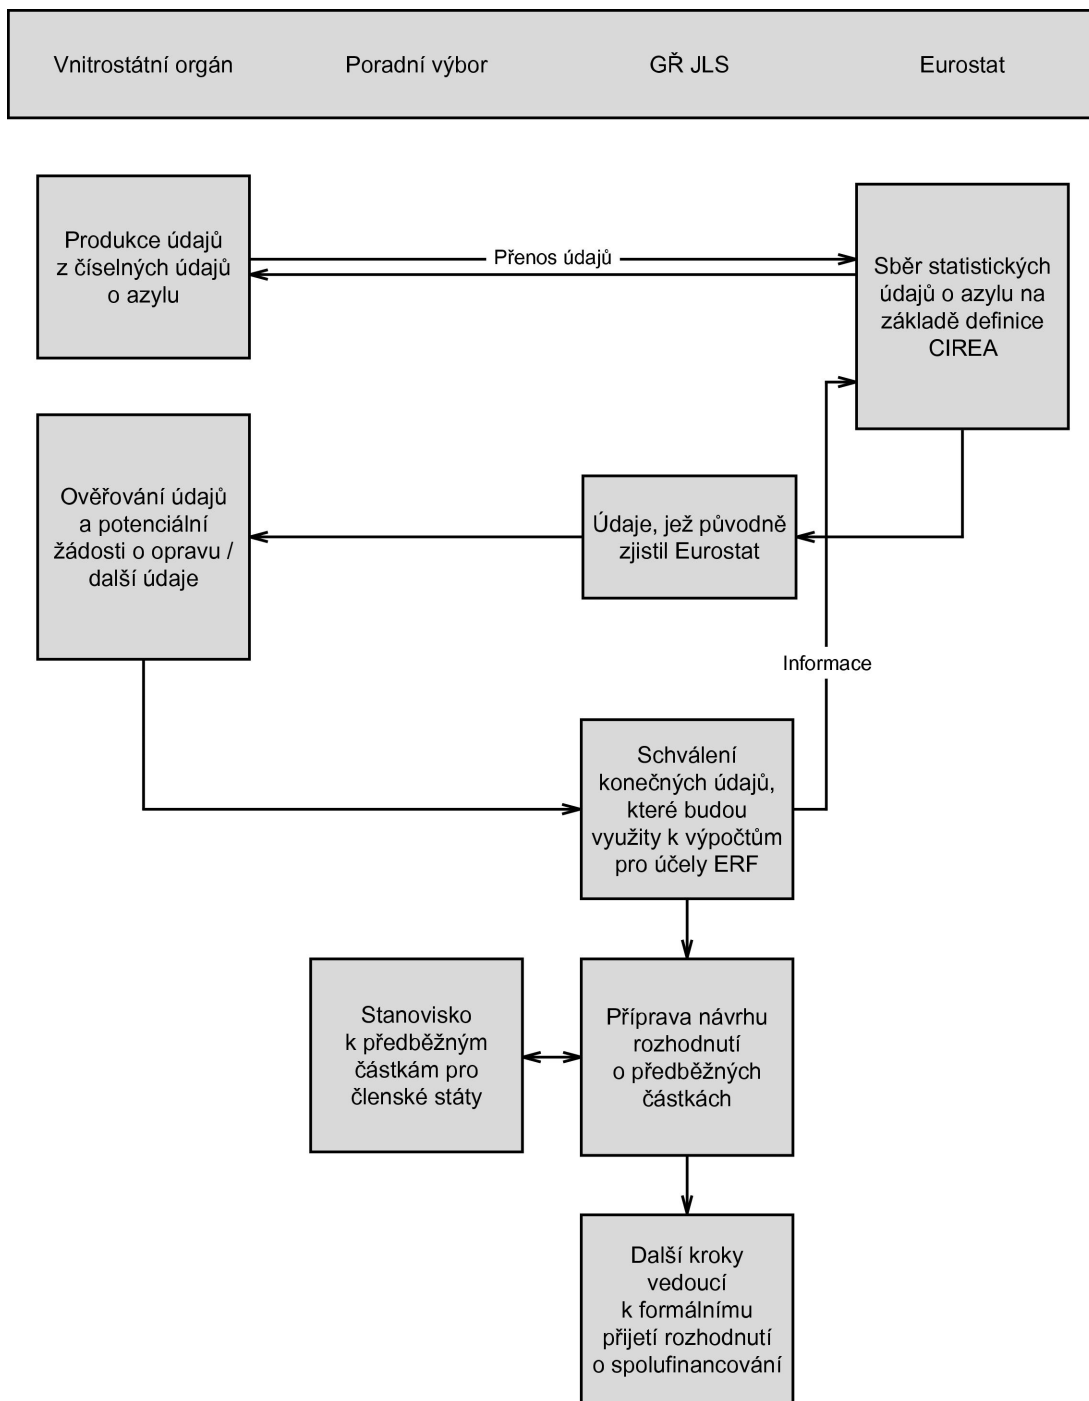 Vnitrostátní orgán Poradní výbor GŘ JLS Eurostat
Produkce údajů
z číselných údajů
o azylu
Přenos údajů
Sběr statistických
údajů o azylu na
základě definice
CIREA
Ověřování údajů
a potenciální
žádosti o opravu /
další údaje
Údaje, jež původně
zjistil Eurostat
Informace
Schválení
konečných údajů,
které budou
využity k výpočtům
pro účely ERF
Stanovisko
k předběžným
částkám pro
členské státy
Příprava návrhu
rozhodnutí
o předběžných
částkách
Další kroky
vedoucí
k formálnímu
přijetí rozhodnutí
o spolufinancování